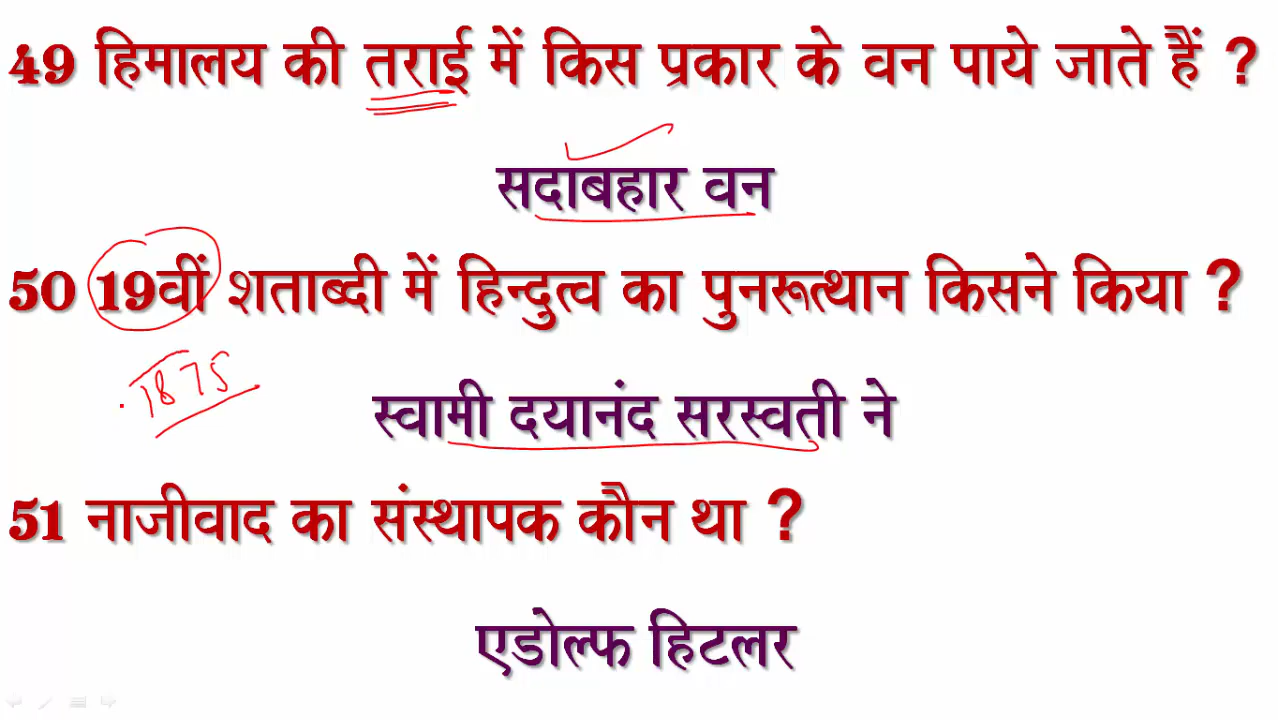 49 हिमालय की तराई में किस प्रकार के वन पाये जाते हैं ?
सदाबहार वन
50 19वीं शताब्दी में हिन्दुत्व का पुनरूत्थान किसने किया ?
1875
स्वामी दयानंद सरस्वती ने
51 नाजीवाद का संस्थापक कौन था ?
एडोल्फ हिटलर